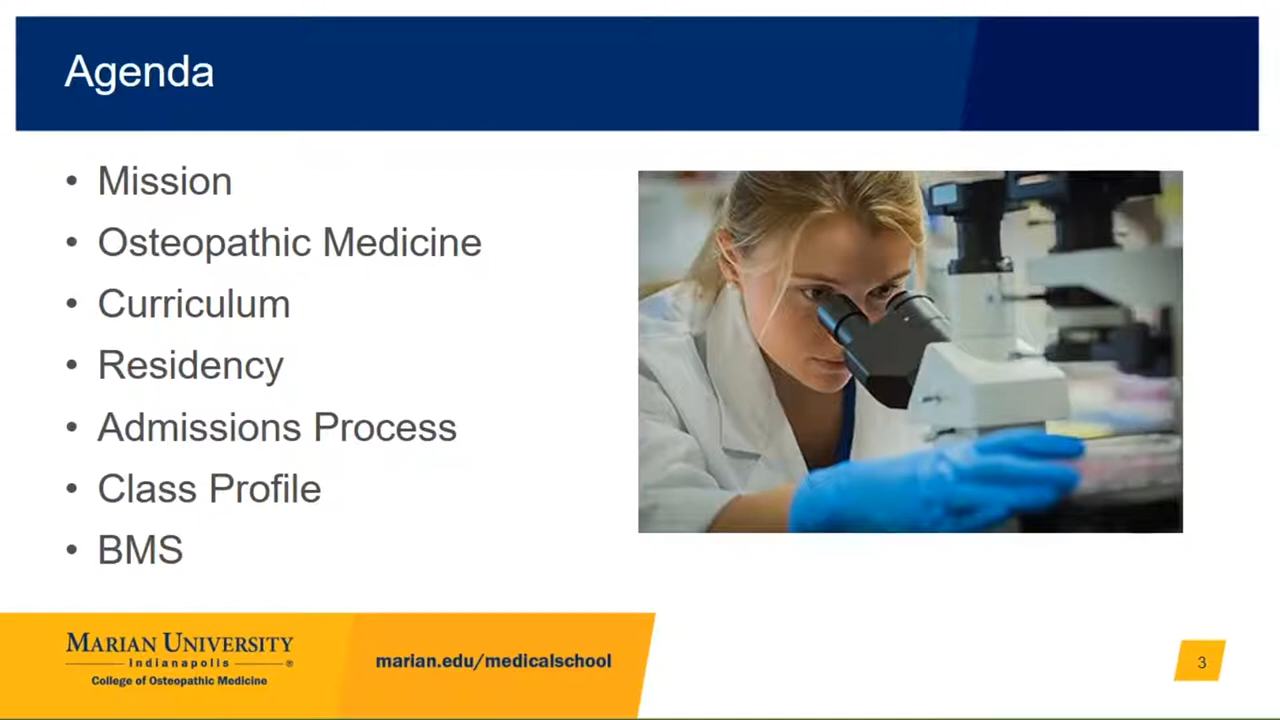 Agenda
• Mission
• Osteopathic Medicine
• Curriculum
• Residency
• Admissions Process
• Class Profile
• BMS
MARIAN UNIVERSITY
Indianapolis ®
College of Osteopathic Medicine
marian.edu/medicalschool
3